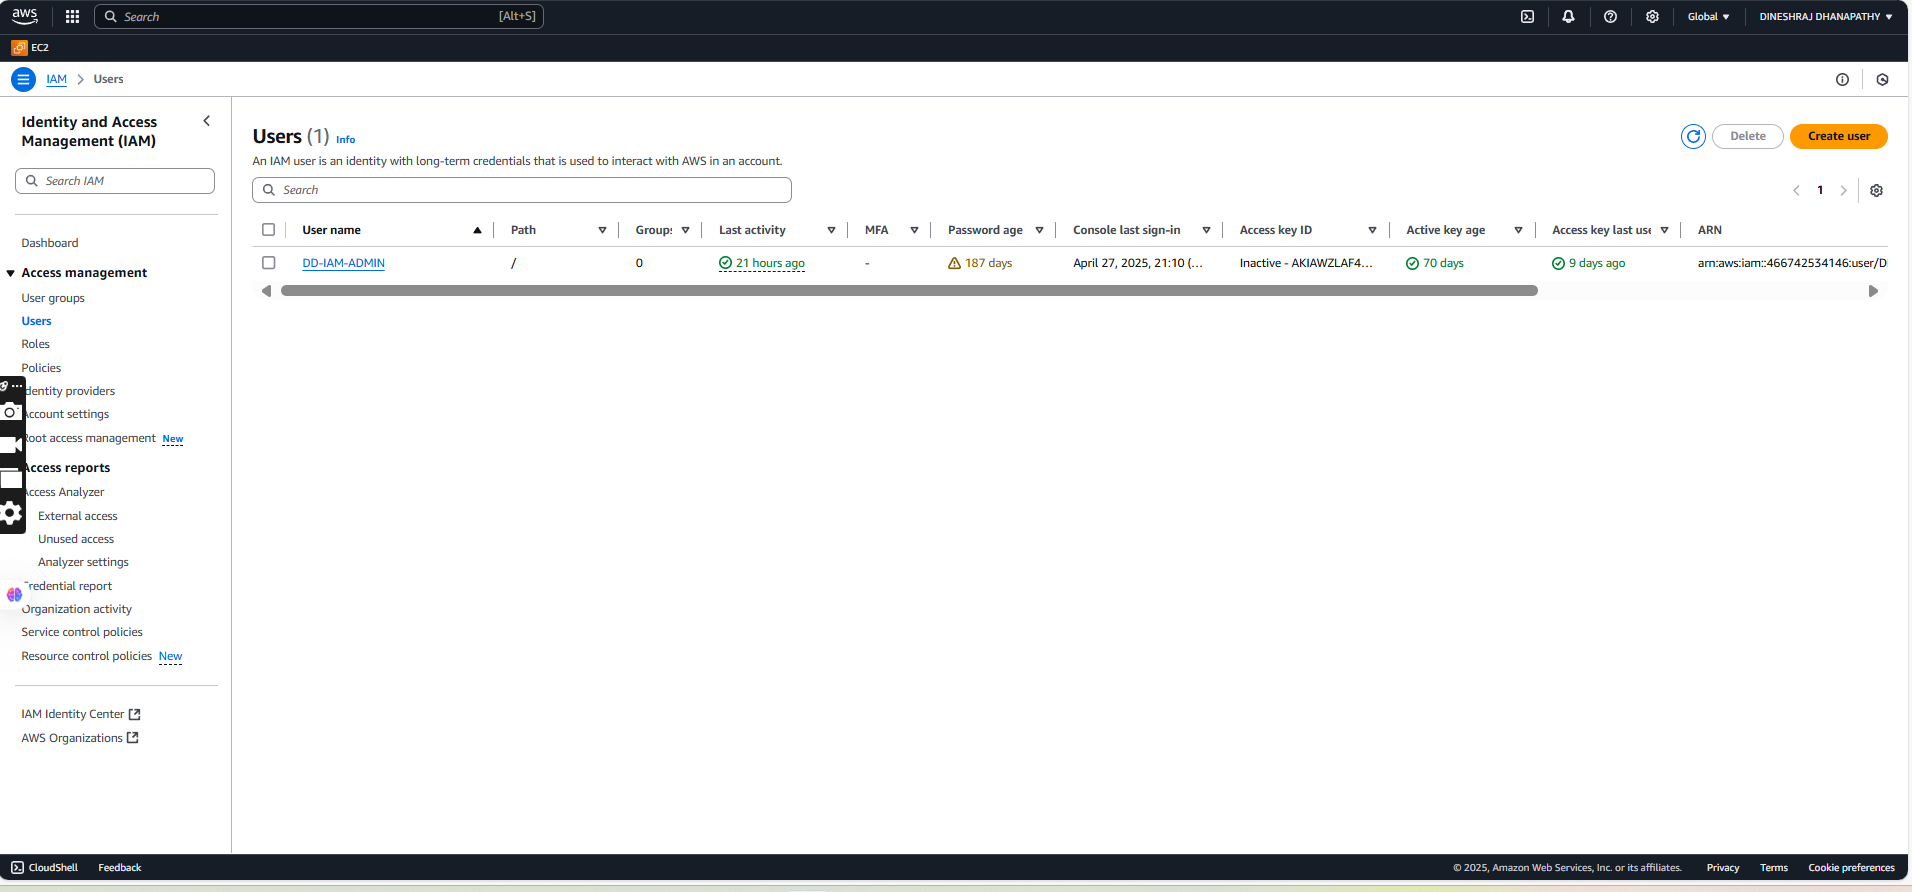 aws
Search [Alt+S]
Global
DINESHRAJ DHANAPATHY
EC2
IAM > Users
Identity and Access
Management (IAM)
Search IAM
Dashboard
Access management
User groups
Users
Roles
Policies
dentity providers
Account settings
Root access management New
Access reports
Access Analyzer
External access
Unused access
Analyzer settings
redential report
Organization activity
Service control policies
Resource control policies New
IAM Identity Center
AWS Organizations
Users (1) Info
An IAM user is an identity with long-term credentials that is used to interact with AWS in an account.
Delete
Create user
Search
1
User name Path Groups Last activity MFA Password age Console last sign-in Access key ID Active key age Access key last use ARN
DD-IAM-ADMIN / 0 21 hours ago - 187 days April 27, 2025, 21:10 (... Inactive - AKIAWZLAF4... 70 days 9 days ago arn:aws:iam::466742534146:user/D
CloudShell Feedback © 2025, Amazon Web Services, Inc. or its affiliates. Privacy Terms Cookie preferences